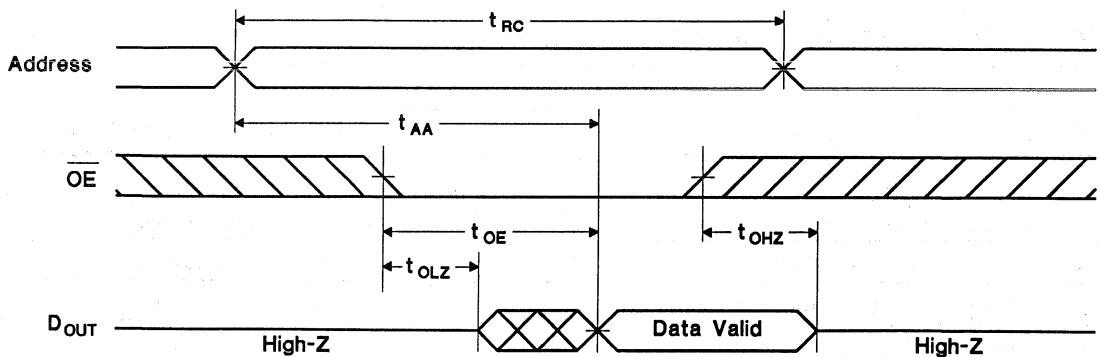 t RC
Address
t AA
OE
t OE
t OHZ
t OLZ
D OUT
High-Z
Data Valid
High-Z